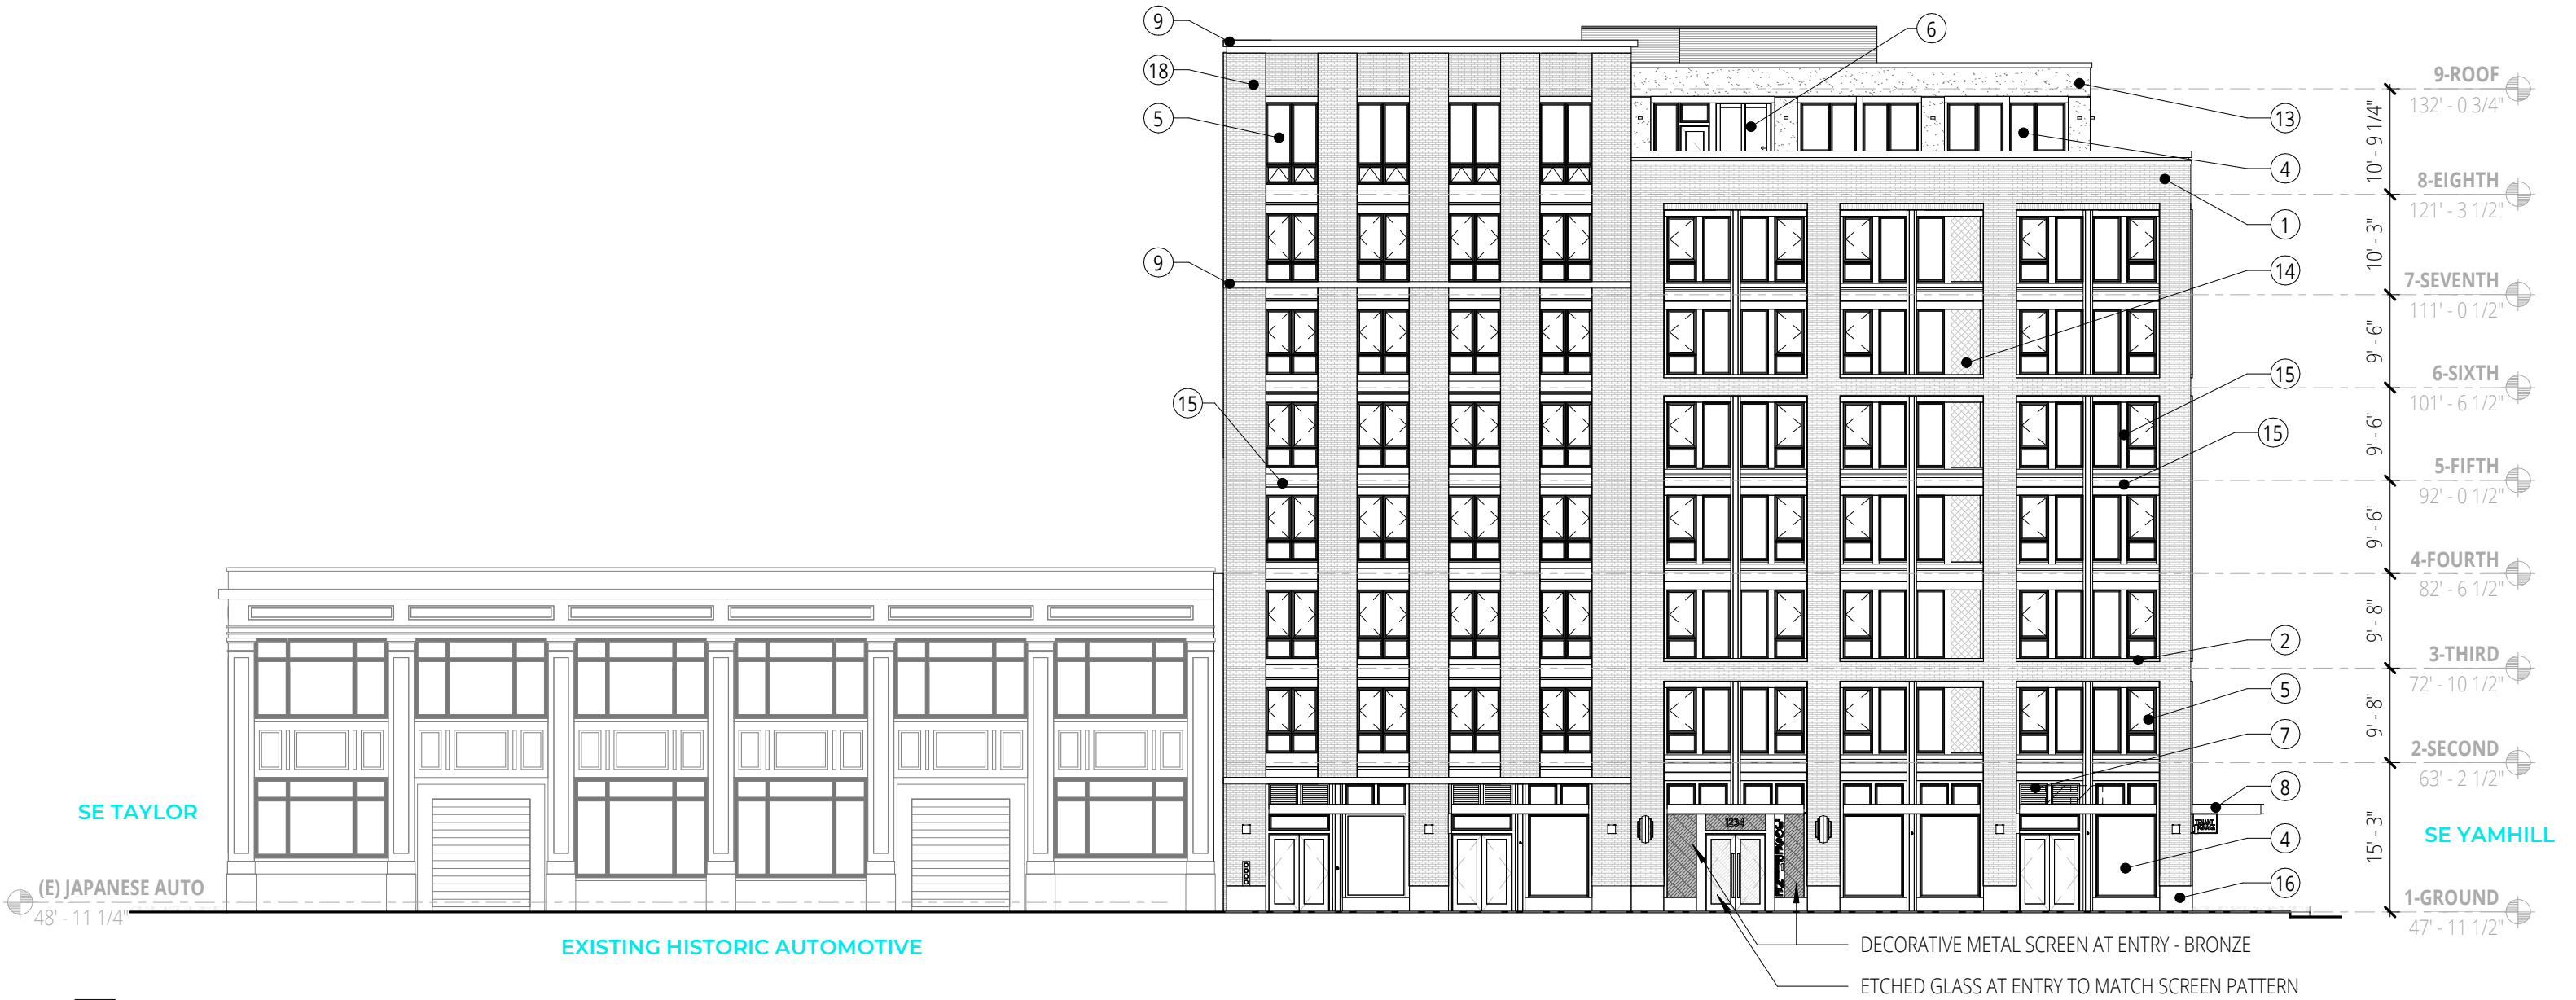 9
6
9-ROOF
18
132' - 0 3/4"
5
13
10' - 9 1/4"
4
8-EIGHTH
121' - 3 1/2"
1
10' - 3"
9
14
7-SEVENTH
111' - 0 1/2"
9' - 6"
15
15
6-SIXTH
101' - 6 1/2"
9' - 6"
15
5-FIFTH
92' - 0 1/2"
9' - 6"
4-FOURTH
82' - 6 1/2"
9' - 8"
2
3-THIRD
72' - 10 1/2"
5
9' - 8"
7
2-SECOND
63' - 2 1/2"
8
SE TAYLOR
1234
15' - 3"
4
SE YAMHILL
(E) JAPANESE AUTO
48' - 11 1/4"
16
1-GROUND
47' - 11 1/2"
EXISTING HISTORIC AUTOMOTIVE
DECORATIVE METAL SCREEN AT ENTRY - BRONZE
ETCHED GLASS AT ENTRY TO MATCH SCREEN PATTERN